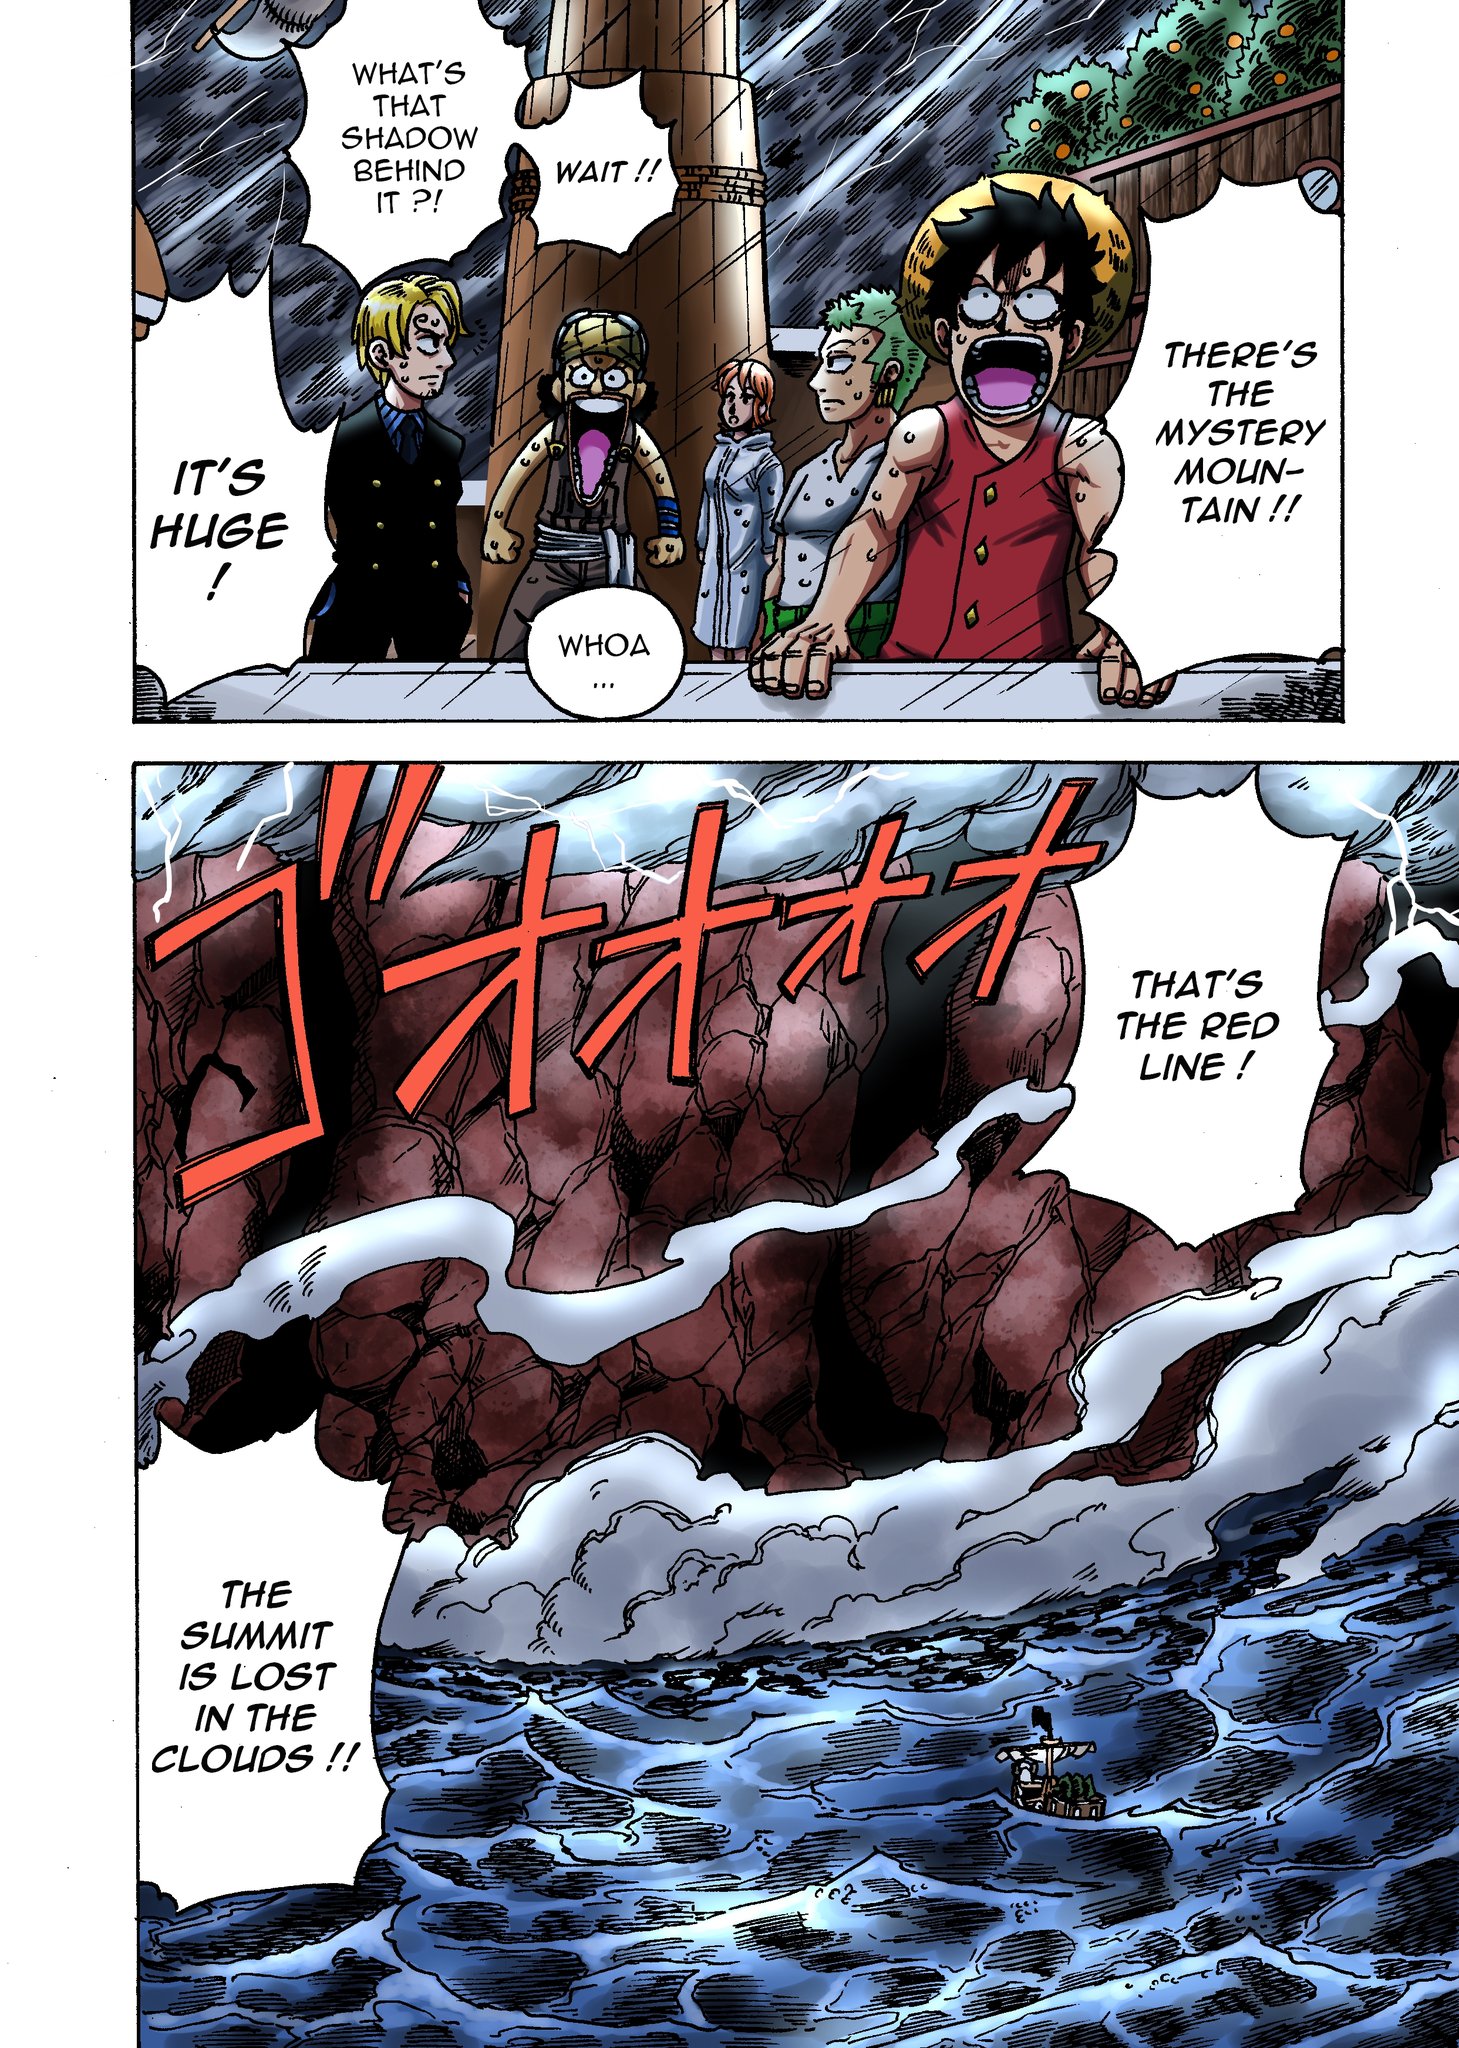 THERE'S
THE
MYSTERY
MOUN-
TAIN!!
WAIT!!
WHAT'S
THAT
SHADOW
BEHIND
IT?!
WHOA
...
IT'S
HUGE
!
THAT'S
THE RED
LINE!
ゴオオオオ
THE
SUMMIT
IS LOST
IN THE
CLOUDS!!